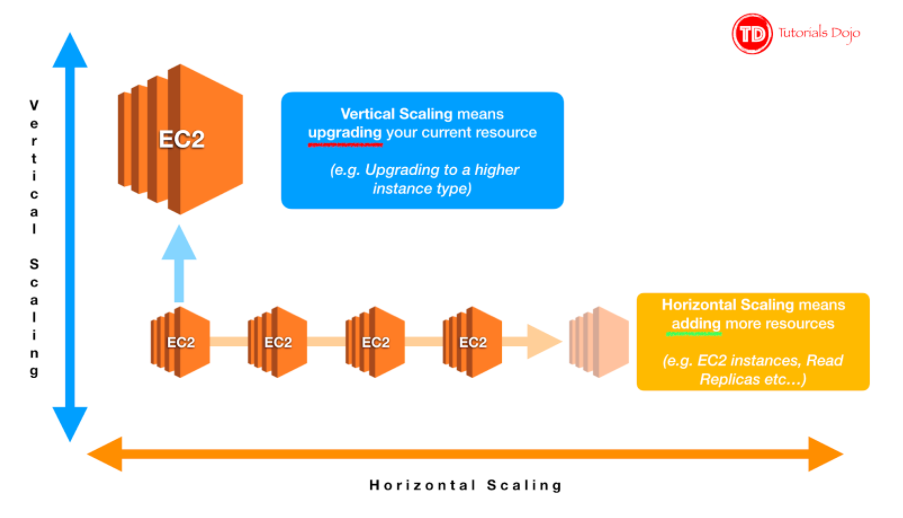 TD Tutorials Dojo
Vertical Scaling
EC2
Vertical Scaling means
upgrading your current resource
(e.g. Upgrading to a higher
instance type)
EC2 EC2 EC2 EC2
Horizontal Scaling means
adding more resources
(e.g. EC2 instances, Read
Replicas etc...)
Horizontal Scaling